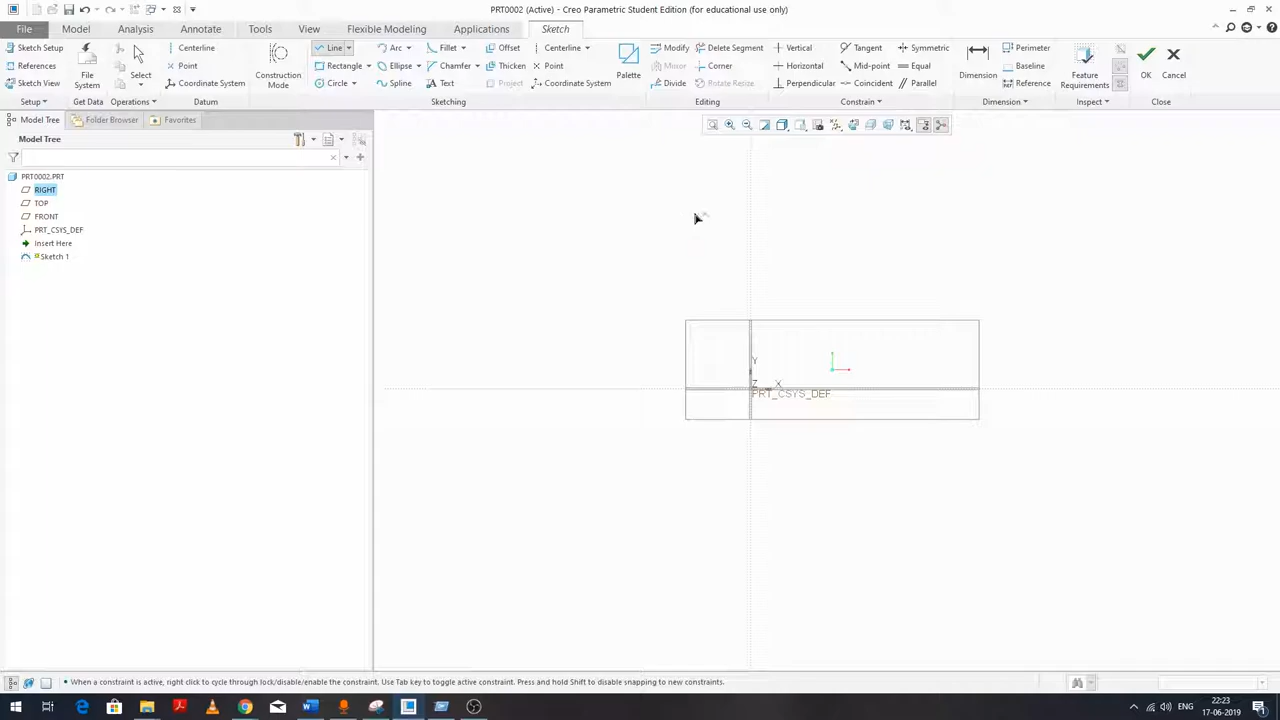 PRT0002 (Active) - Creo Parametric Student Edition (for educational use only)
File Model Analysis Annotate Tools View Flexible Modeling Applications Sketch
Sketch Setup
References
Sketch View
Setup
File System
Get Data
Select
Operations
Centerline
Point
Coordinate System
Datum
Construction Mode
Line Arc Fillet Offset Centerline
Rectangle Ellipse Chamfer Thicken Point
Circle Spline Text Project Coordinate System
Palette
Sketching
Modify Delete Segment
Mirror Corner
Divide Rotate Resize
Editing
Vertical Tangent Symmetric
Horizontal Mid-point Equal
Perpendicular Coincident Parallel
Constrain
Dimension
Perimeter
Baseline
Reference
Dimension
Feature Requirements
Inspect
OK
Cancel
Close
Model Tree Folder Browser Favorites
Model Tree
PRT0002.PRT
RIGHT
TOP
FRONT
PRT_CSYS_DEF
Insert Here
Sketch 1
Y
Z X
PRT_CSYS_DEF
• When a constraint is active, right click to cycle through lock/disable/enable the constraint. Use Tab key to toggle active constraint. Press and hold Shift to disable snapping to new constraints.
ENG
22:23
17-06-2019